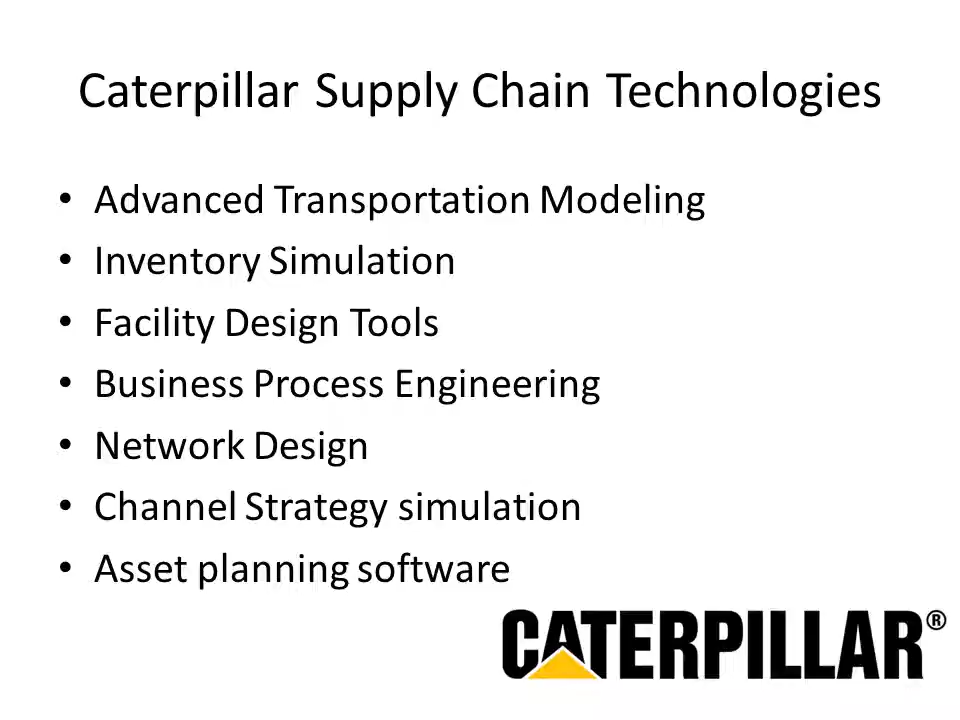 Caterpillar Supply Chain Technologies
• Advanced Transportation Modeling
• Inventory Simulation
• Facility Design Tools
• Business Process Engineering
• Network Design
• Channel Strategy simulation
• Asset planning software
CATERPILLAR®